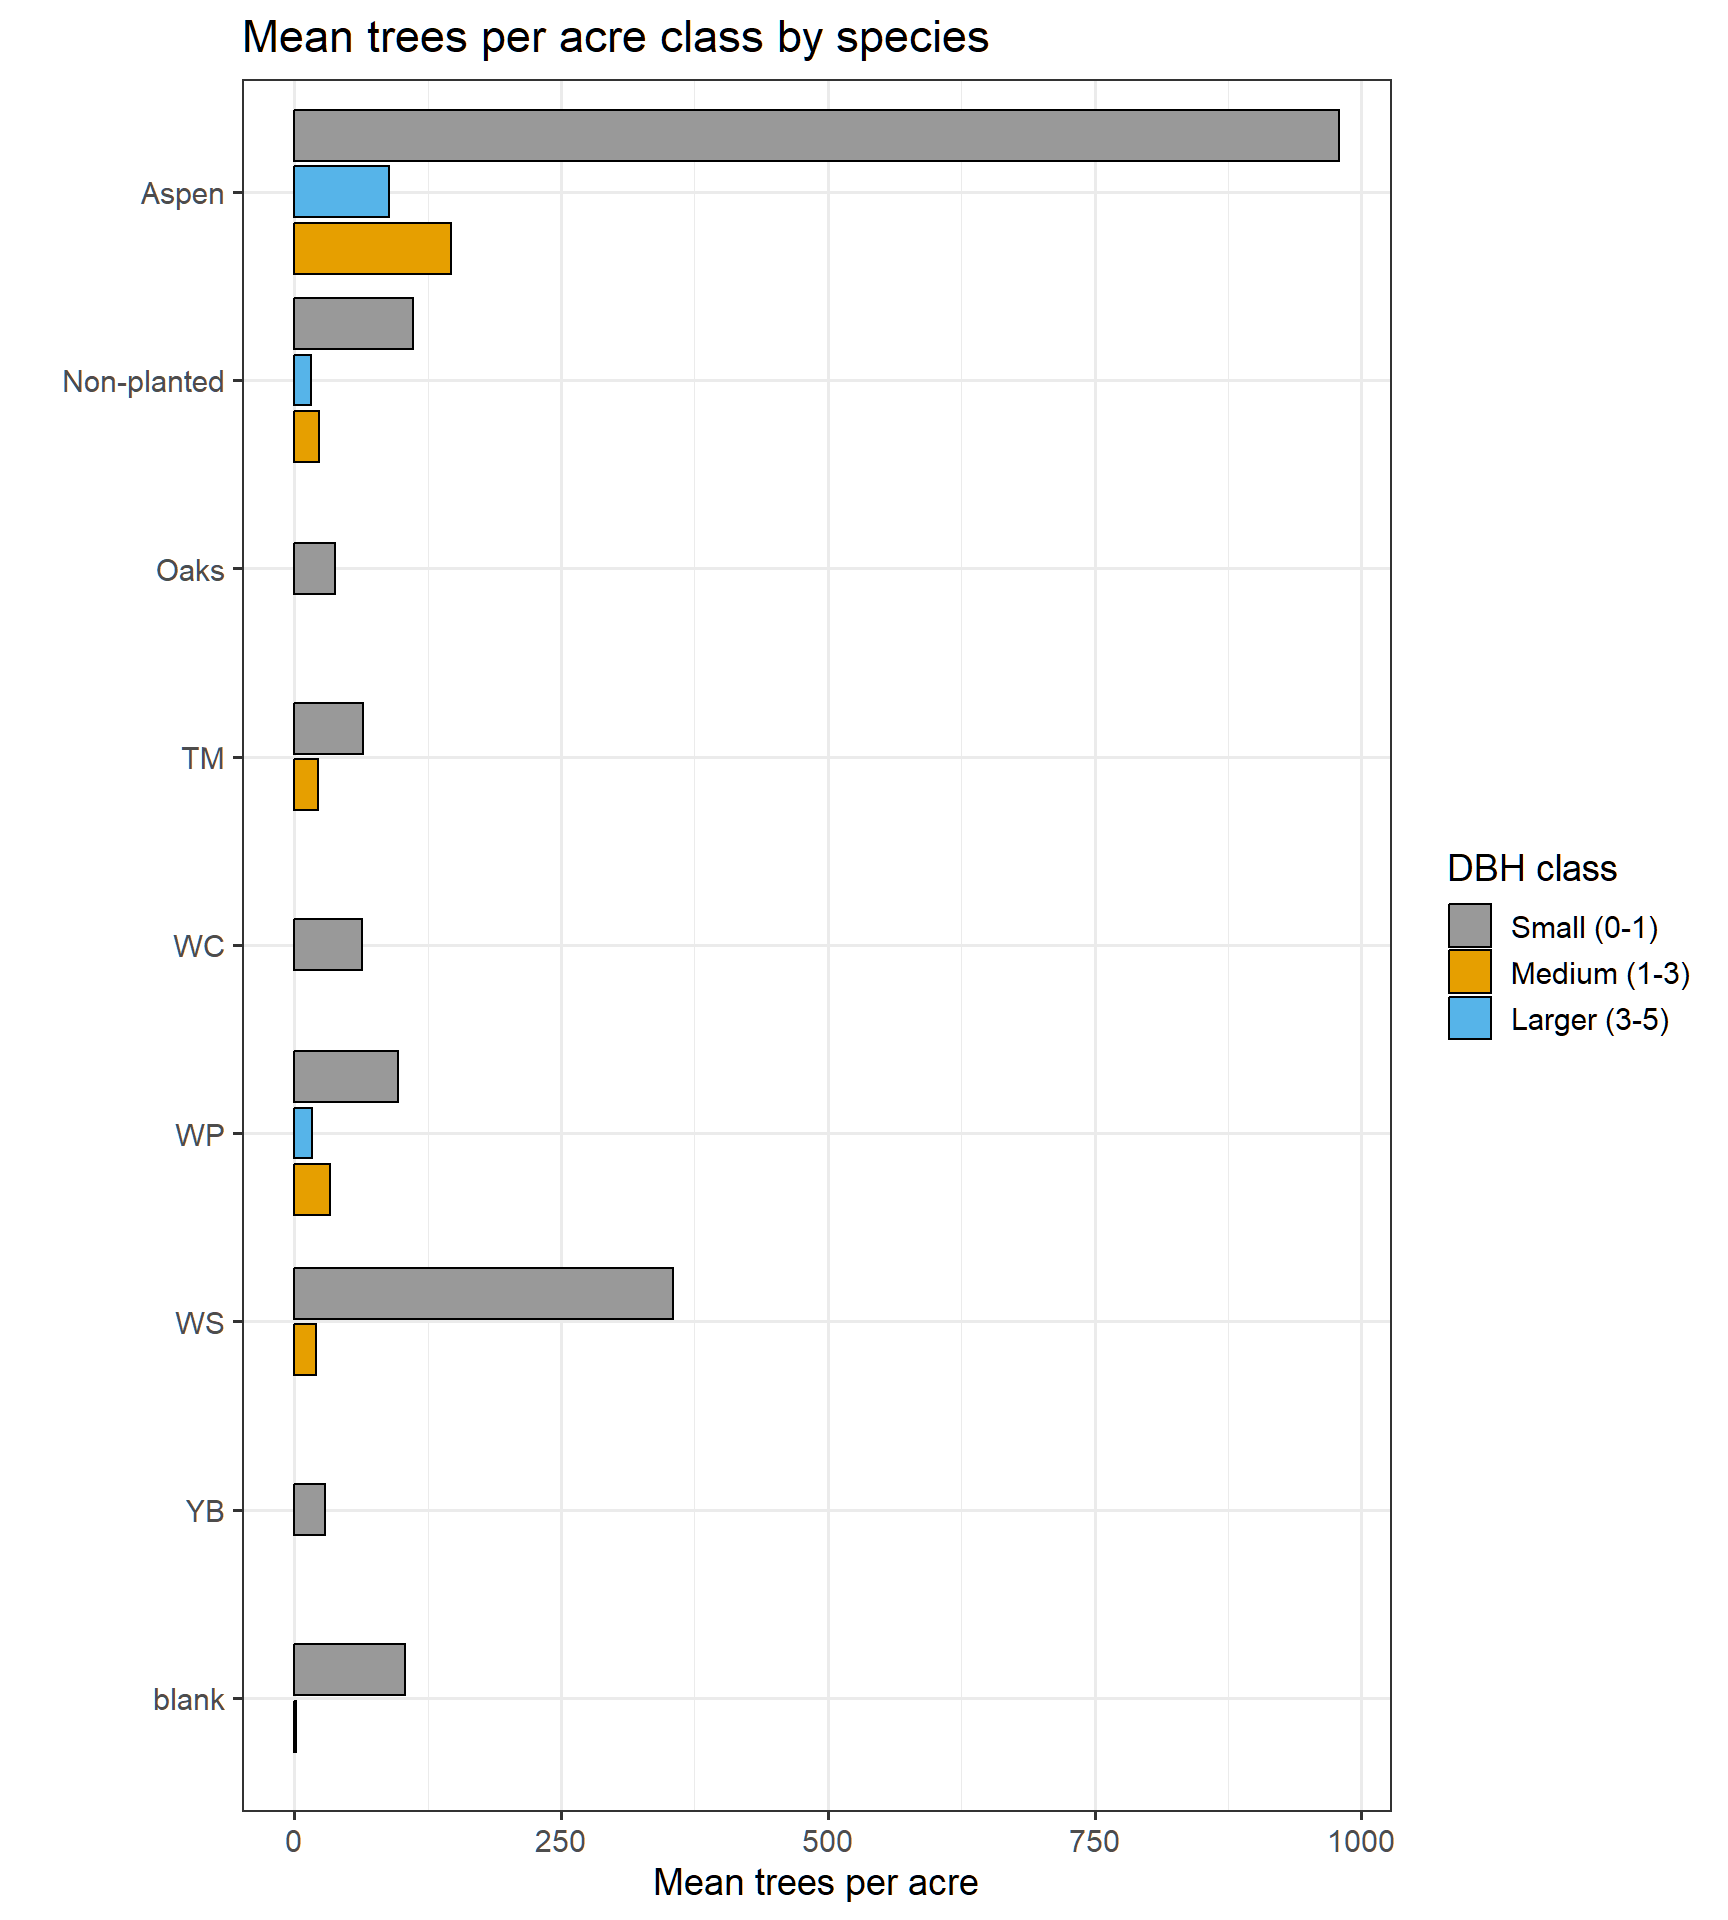 Mean trees per acre class by species
Aspen
Non-planted
Oaks
TM
WC
WP
WS
YB
blank
0 250 500 750 1000
Mean trees per acre
DBH class
Small (0-1)
Medium (1-3)
Larger (3-5)